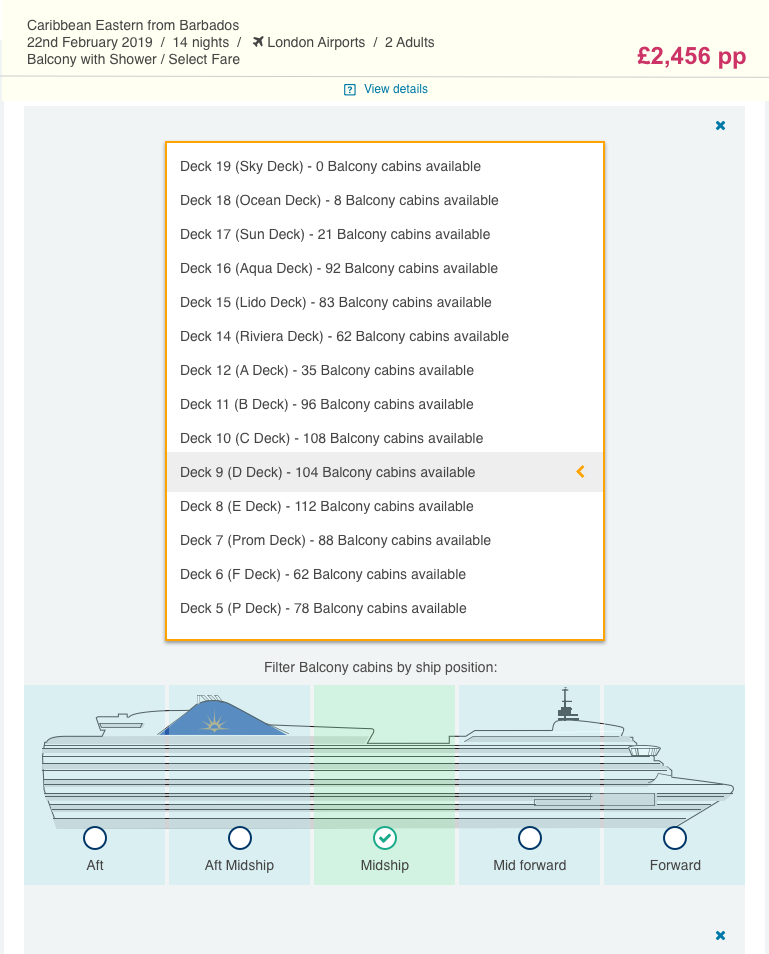 Caribbean Eastern from Barbados
22nd February 2019 / 14 nights / London Airports / 2 Adults
Balcony with Shower / Select Fare
£2,456 pp
? View details
Deck 19 (Sky Deck) - 0 Balcony cabins available
Deck 18 (Ocean Deck) - 8 Balcony cabins available
Deck 17 (Sun Deck) - 21 Balcony cabins available
Deck 16 (Aqua Deck) - 92 Balcony cabins available
Deck 15 (Lido Deck) - 83 Balcony cabins available
Deck 14 (Riviera Deck) - 62 Balcony cabins available
Deck 12 (A Deck) - 35 Balcony cabins available
Deck 11 (B Deck) - 96 Balcony cabins available
Deck 10 (C Deck) - 108 Balcony cabins available
Deck 9 (D Deck) - 104 Balcony cabins available
Deck 8 (E Deck) - 112 Balcony cabins available
Deck 7 (Prom Deck) - 88 Balcony cabins available
Deck 6 (F Deck) - 62 Balcony cabins available
Deck 5 (P Deck) - 78 Balcony cabins available
Filter Balcony cabins by ship position:
Aft Aft Midship Midship Mid forward Forward